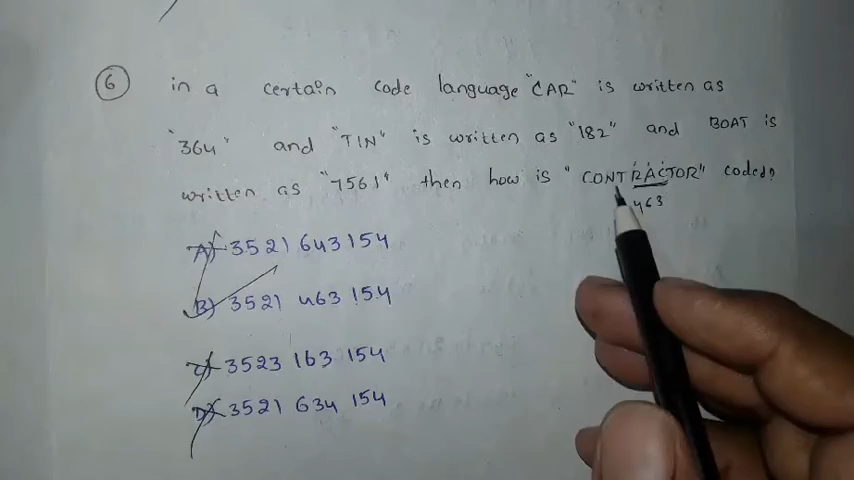 6 in a certain code language "CAR" is written as
"364" and "TIN" is written as "182" and BOAT is
written as "7561" then how is "CONTRACTOR" coded?
463
A) 3521 643 154
B) 3521 463 154
C) 3523 163 154
D) 3521 634 154